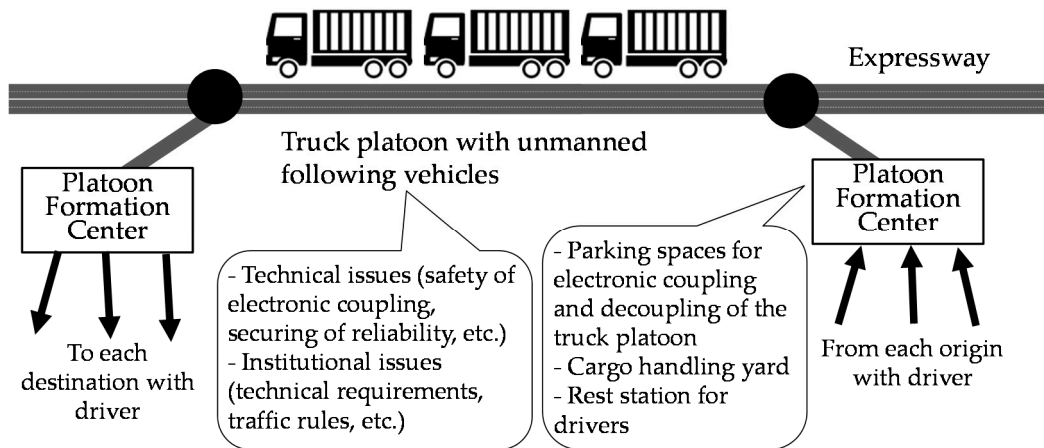 Expressway
Truck platoon with unmanned
following vehicles
Platoon
Formation
Center
Platoon
Formation
Center
- Technical issues (safety of
electronic coupling,
securing of reliability, etc.)
- Institutional issues
(technical requirements,
traffic rules, etc.)
- Parking spaces for
electronic coupling
and decoupling of the
truck platoon
- Cargo handling yard
- Rest station for
drivers
To each
destination with
driver
From each origin
with driver